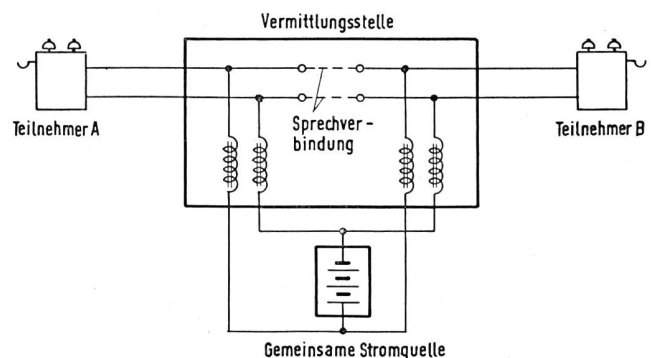 Vermittlungsstelle
Teilnehmer A
Sprechver-
bindung
Teilnehmer B
Gemeinsame Stromquelle